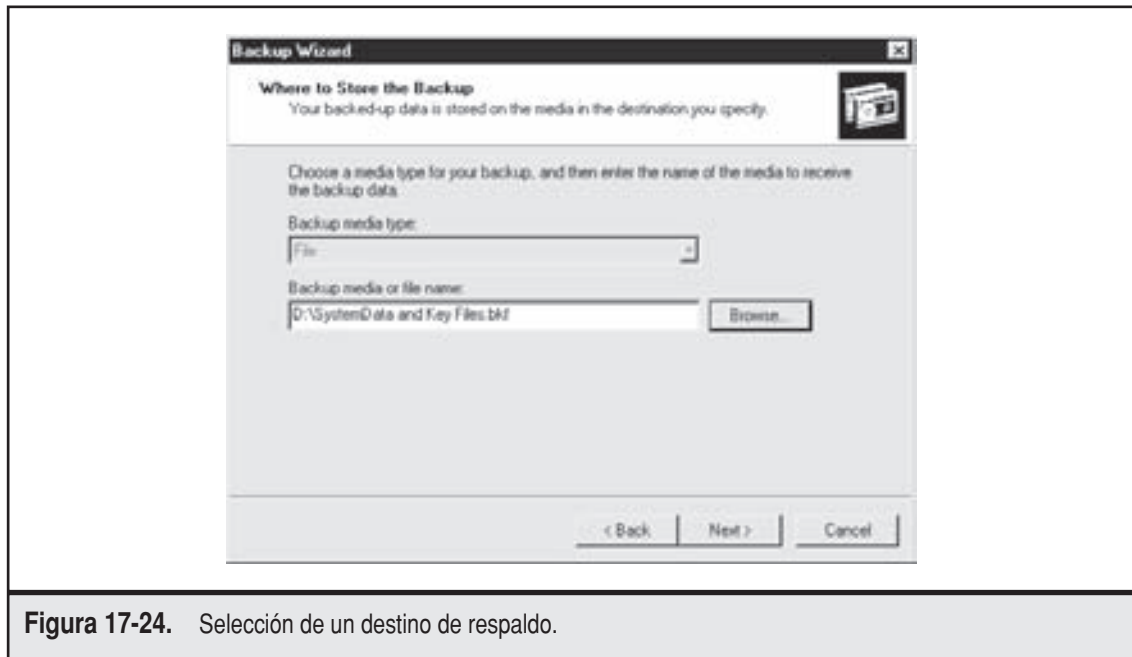 Backup Wizard
Where to Store the Backup
Your backed-up data is stored on the media in the destination you specify.
Choose a media type for your backup, and then enter the name of the media to receive
the backup data.
Backup media type:
File
Backup media or file name:
D:\SystemData and Key Files.bkf
Browse...
< Back
Next >
Cancel
Figura 17-24. Selección de un destino de respaldo.